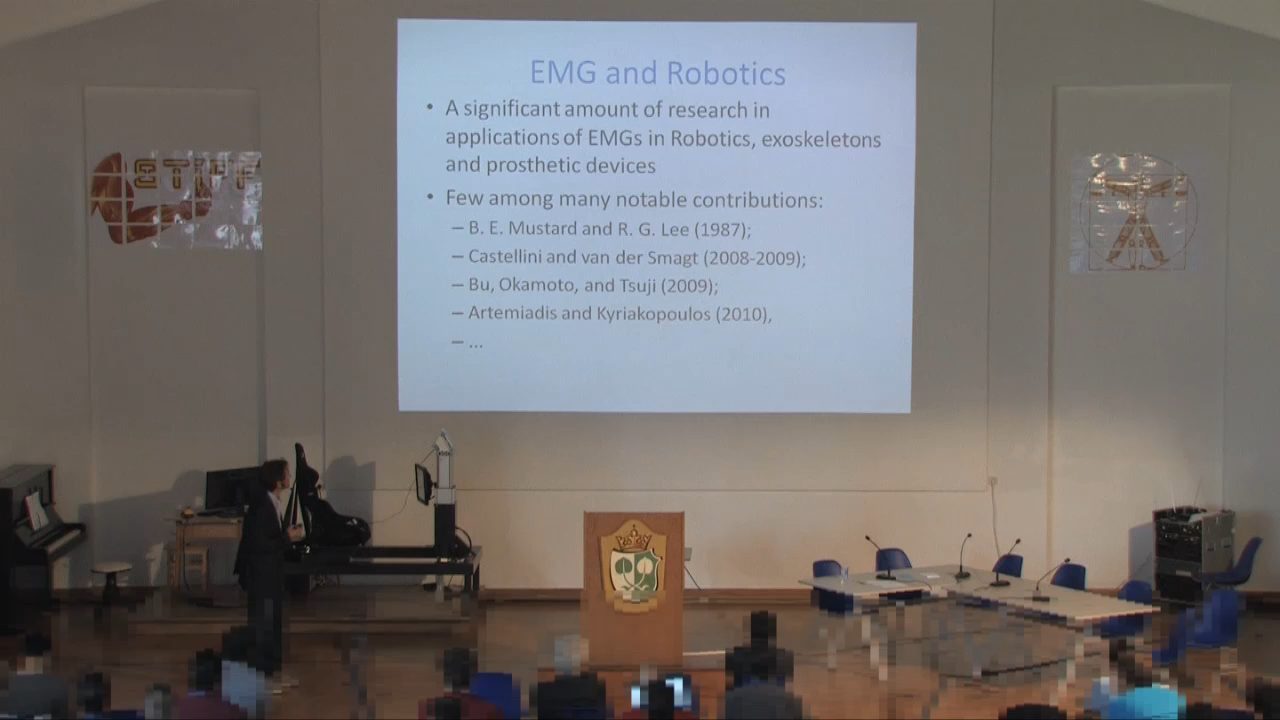 EMG and Robotics
• A significant amount of research in
applications of EMGs in Robotics, exoskeletons
and prosthetic devices
• Few among many notable contributions:
– B. E. Mustard and R. G. Lee (1987);
– Castellini and van der Smagt (2008-2009);
– Bu, Okamoto, and Tsuji (2009);
– Artemiadis and Kyriakopoulos (2010),
– ...
STIFF